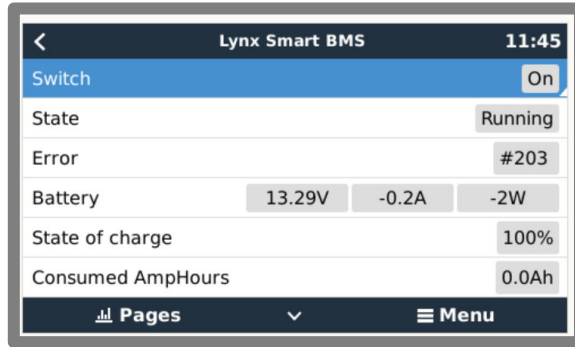 Lynx Smart BMS 11:45
Switch On
State Running
Error #203
Battery 13.29V -0.2A -2W
State of charge 100%
Consumed AmpHours 0.0Ah
Pages Menu